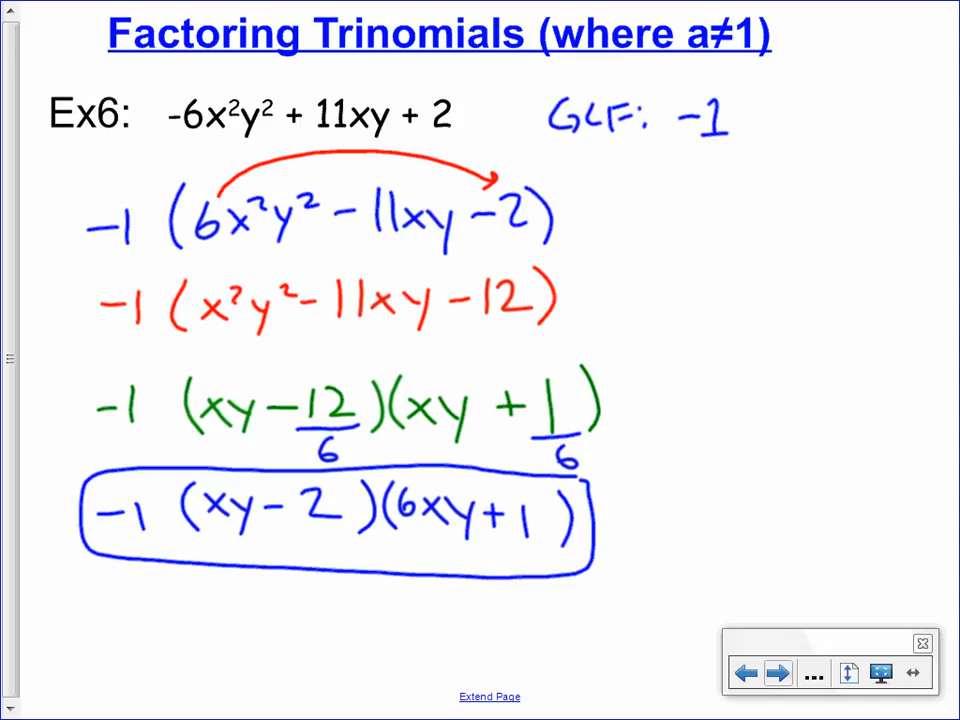 Factoring Trinomials (where a≠1)
Ex6: -6x²y² + 11xy + 2 GCF: -1
-1 (6x²y² - 11xy - 2)
-1 (x²y² - 11xy - 12)
-1 (xy - 12/6)(xy + 1/6)
-1 (xy - 2)(6xy + 1)
...
Extend Page